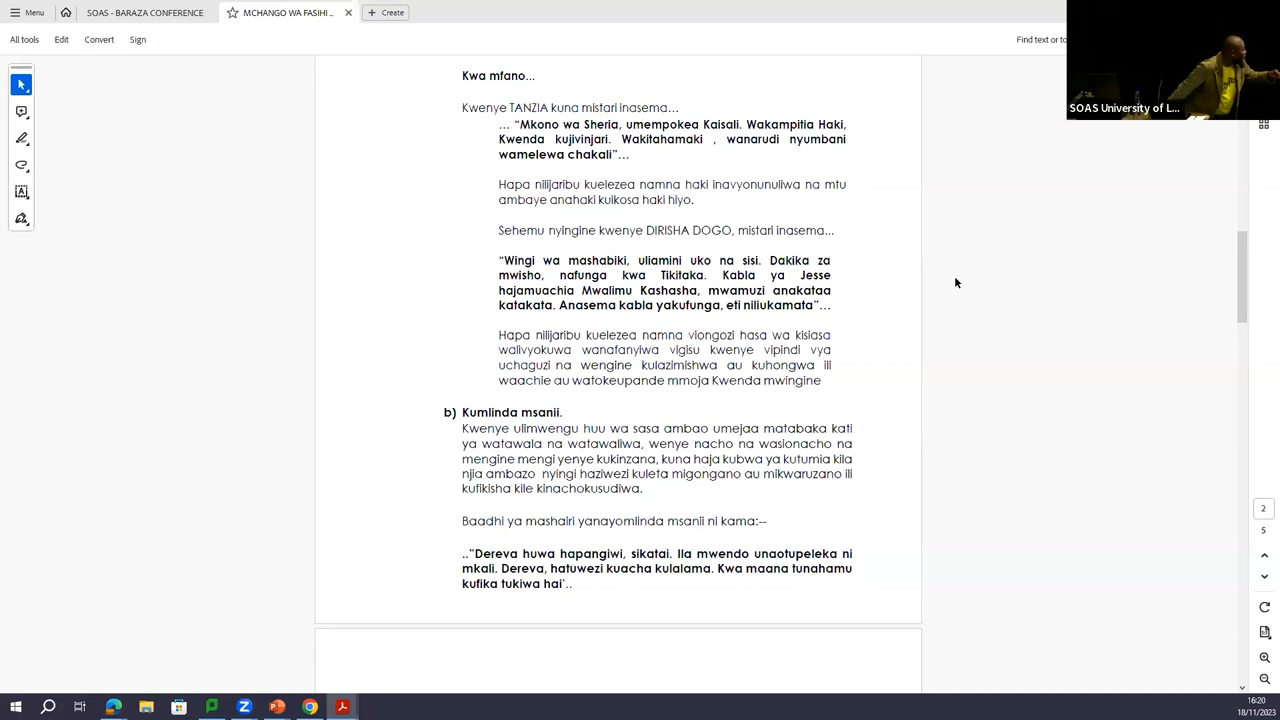 Menu
SOAS - BARAZA CONFERENCE
MCHANGO WA FASIHI ...
Create
All tools
Edit
Convert
Sign
Find text or to
SOAS University of L...
Kwa mfano...
Kwenye TANZIA kuna mistari inasema...
... “Mkono wa Sheria, umempokea Kaisali. Wakampitia Haki,
Kwenda kujivinjari. Wakitahamaki , wanarudi nyumbani
wamelewa chakali”...
Hapa nilijaribu kuelezea namna haki inavyonunuliwa na mtu
ambaye anahaki kuikosa haki hiyo.
Sehemu nyingine kwenye DIRISHA DOGO, mistari inasema...
“Wingi wa mashabiki, uliamini uko na sisi. Dakika za
mwisho, nafunga kwa Tikitaka. Kabla ya Jesse
hajamuachia Mwalimu Kashasha, mwamuzi anakataa
katakata. Anasema kabla yakufunga, eti niliukamata”...
Hapa nilijaribu kuelezea namna viongozi hasa wa kisiasa
walivyokuwa wanafanyiwa vigisu kwenye vipindi vya
uchaguzi na wengine kulazimishwa au kuhongwa ili
waachie au watokeupande mmoja Kwenda mwingine
b) Kumlinda msanii.
Kwenye ulimwengu huu wa sasa ambao umejaa matabaka kati
ya watawala na watawaliwa, wenye nacho na wasionacho na
mengine mengi yenye kukinzana, kuna haja kubwa ya kutumia kila
njia ambazo nyingi haziwezi kuleta migongano au mikwaruzano ili
kufikisha kile kinachokusudiwa.
Baadhi ya mashairi yanayomlinda msanii ni kama:--
..“Dereva huwa hapangiwi, sikatai. Ila mwendo unaotupeleka ni
mkali. Dereva, hatuwezi kuacha kulalama. Kwa maana tunahamu
kufika tukiwa hai’..
2
5
16:20
18/11/2023